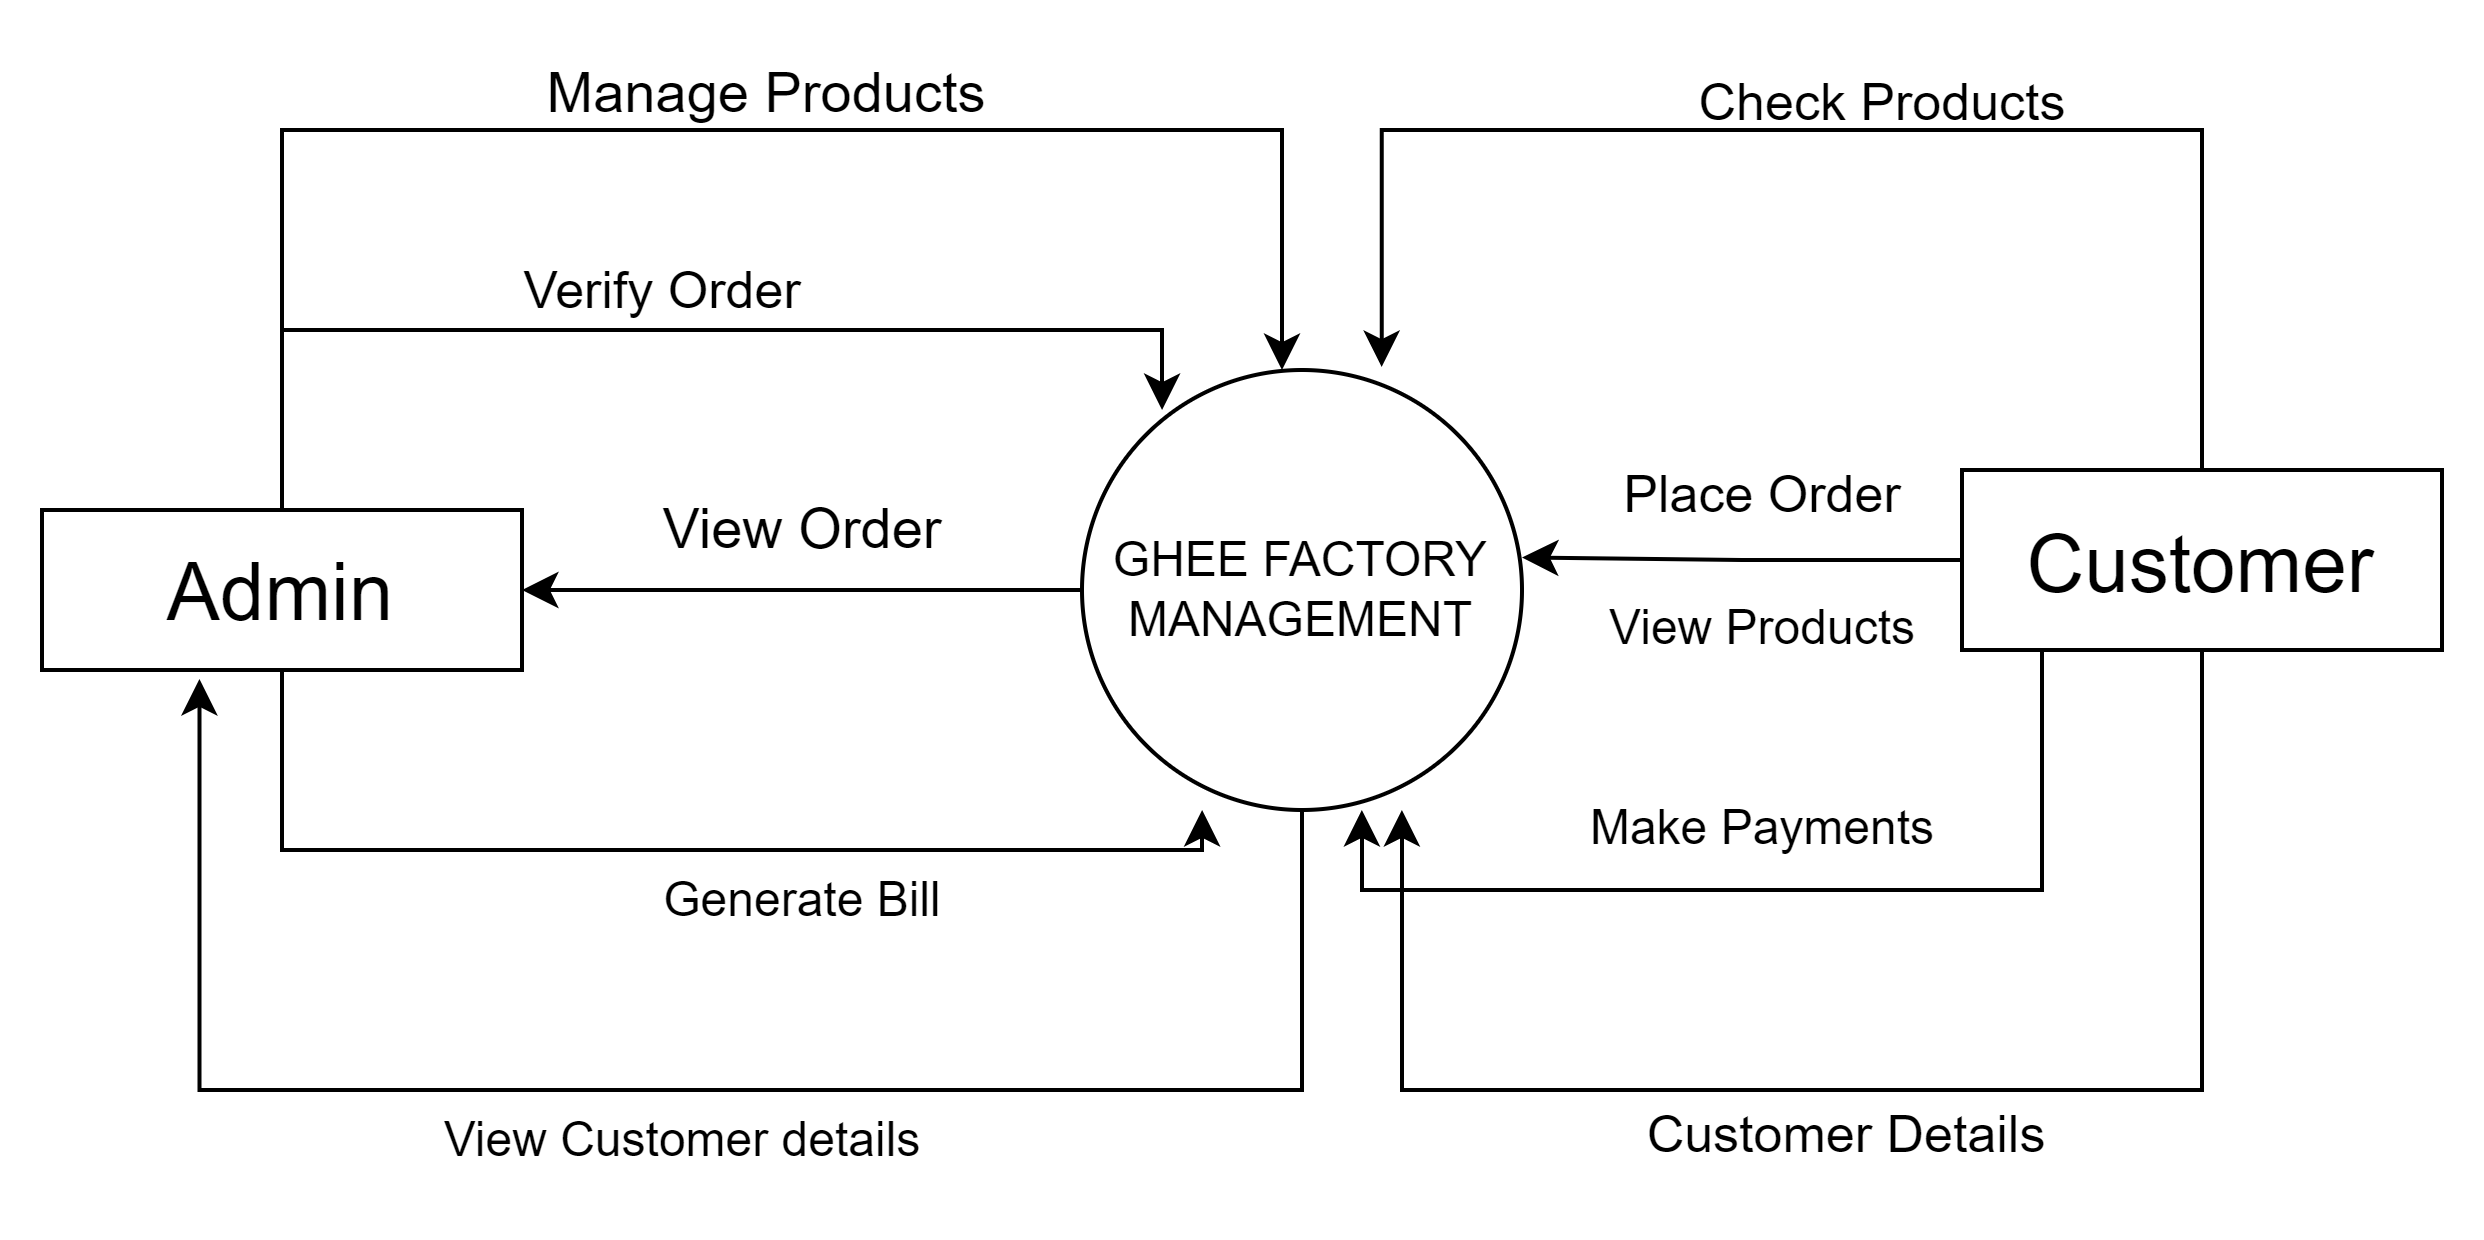 Manage Products
Check Products
Verify Order
Place Order
View Order
GHEE FACTORY
MANAGEMENT
Customer
Admin
View Products
Make Payments
Generate Bill
View Customer details
Customer Details